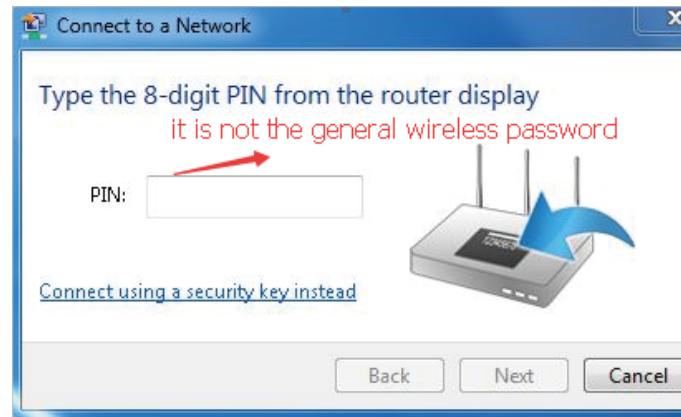 Connect to a Network
Type the 8-digit PIN from the router display
it is not the general wireless password
PIN:
Connect using a security key instead
Back
Next
Cancel